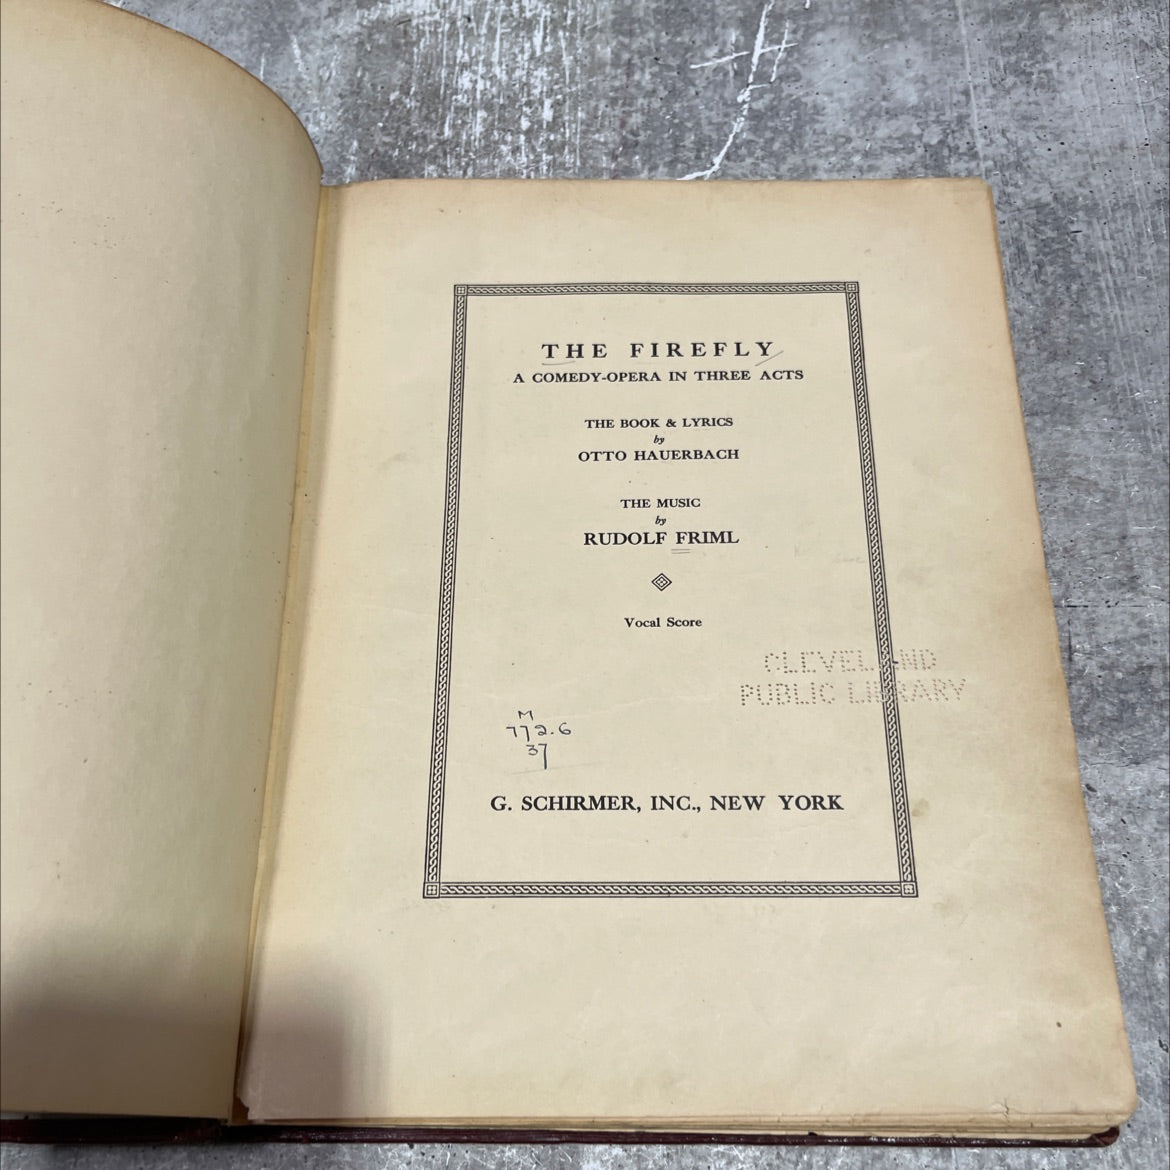 THE FIREFLY
A COMEDY-OPERA IN THREE ACTS
THE BOOK & LYRICS
by
OTTO HAUERBACH
THE MUSIC
by
RUDOLF FRIML
Vocal Score
CLEVELAND
PUBLIC LIBRARY
M
772.6
37
G. SCHIRMER, INC., NEW YORK